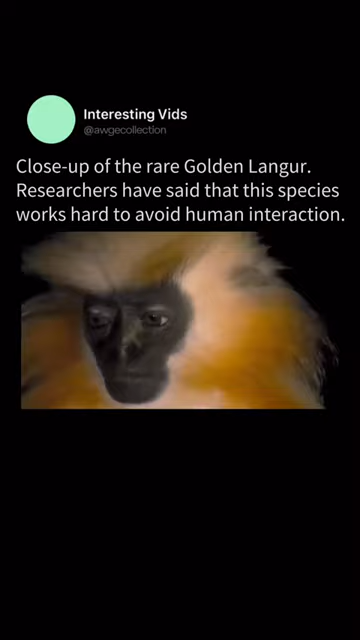 Interesting Vids
@awgecollection
Close-up of the rare Golden Langur.
Researchers have said that this species
works hard to avoid human interaction.